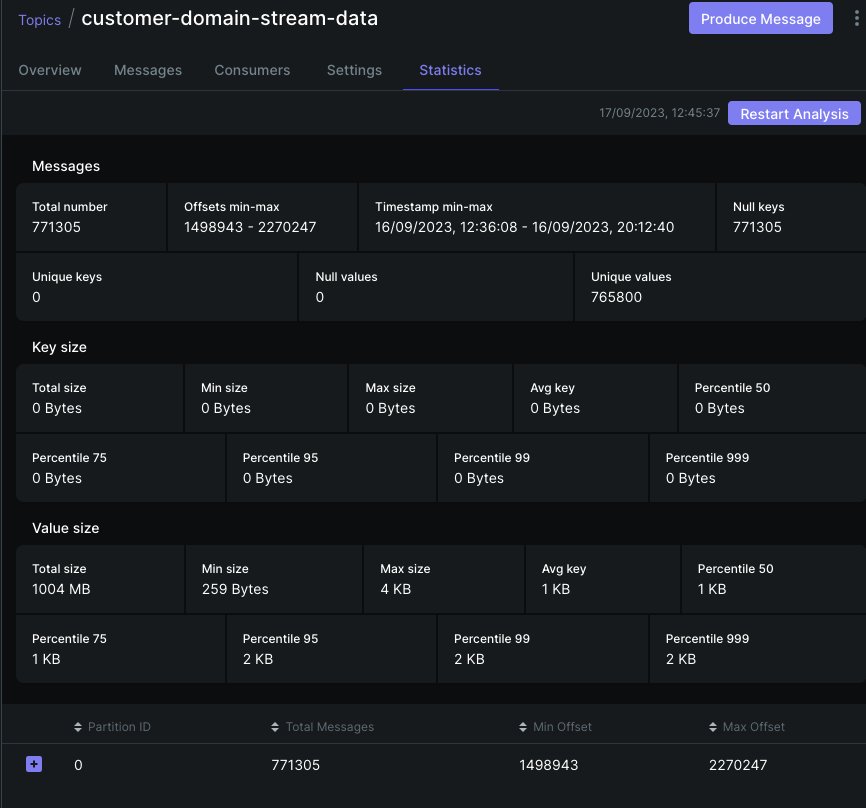 Topics / customer-domain-stream-data Produce Message
Overview Messages Consumers Settings Statistics
17/09/2023, 12:45:37 Restart Analysis
Messages
Total number Offsets min-max Timestamp min-max Null keys
771305 1498943 - 2270247 16/09/2023, 12:36:08 - 16/09/2023, 20:12:40 771305
Unique keys Null values Unique values
0 0 765800
Key size
Total size Min size Max size Avg key Percentile 50
0 Bytes 0 Bytes 0 Bytes 0 Bytes 0 Bytes
Percentile 75 Percentile 95 Percentile 99 Percentile 999
0 Bytes 0 Bytes 0 Bytes 0 Bytes
Value size
Total size Min size Max size Avg key Percentile 50
1004 MB 259 Bytes 4 KB 1 KB 1 KB
Percentile 75 Percentile 95 Percentile 99 Percentile 999
1 KB 2 KB 2 KB 2 KB
Partition ID Total Messages Min Offset Max Offset
0 771305 1498943 2270247